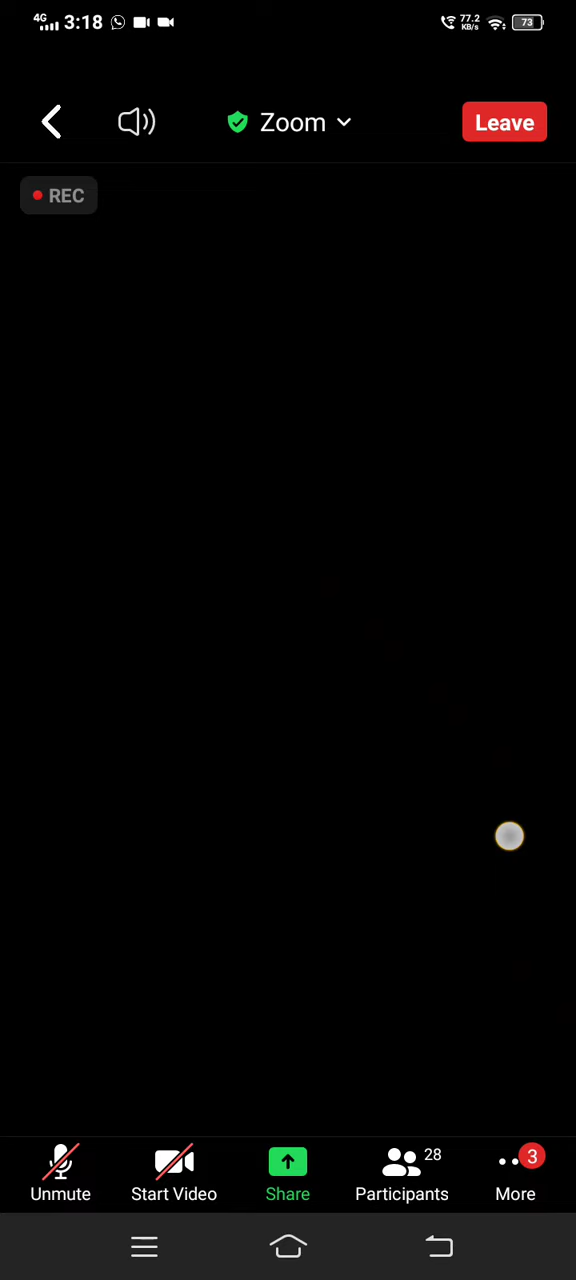 4G 3:18 77.2 KB/s 73
Zoom Leave
REC
28 3
Unmute Start Video Share Participants More